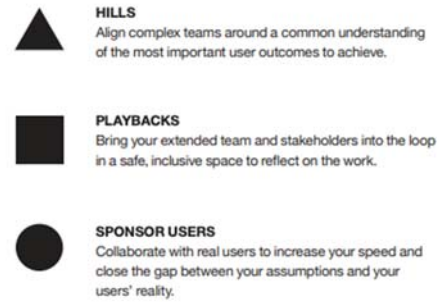 HILLS
Align complex teams around a common understanding
of the most important user outcomes to achieve.
PLAYBACKS
Bring your extended team and stakeholders into the loop
in a safe, inclusive space to reflect on the work.
SPONSOR USERS
Collaborate with real users to increase your speed and
close the gap between your assumptions and your
users' reality.